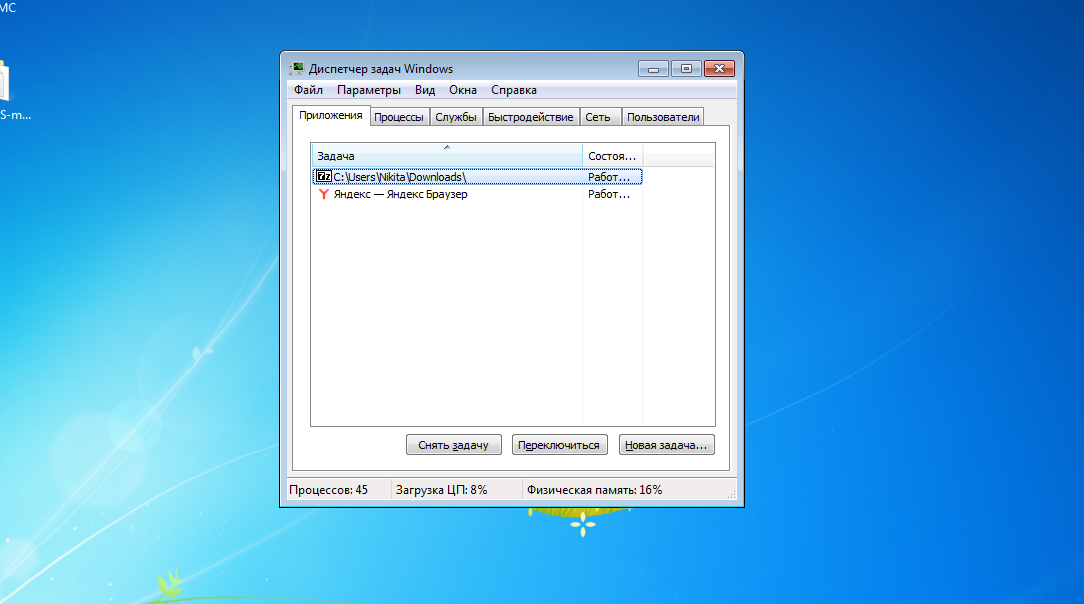 МС
S-m...
Диспетчер задач Windows
Файл Параметры Вид Окна Справка
Приложения Процессы Службы Быстродействие Сеть Пользователи
Задача Состоя...
7z C:\Users\Nikita\Downloads\ Работ...
Яндекс — Яндекс Браузер Работ...
Снять задачу Переключиться Новая задача...
Процессов: 45 Загрузка ЦП: 8% Физическая память: 16%